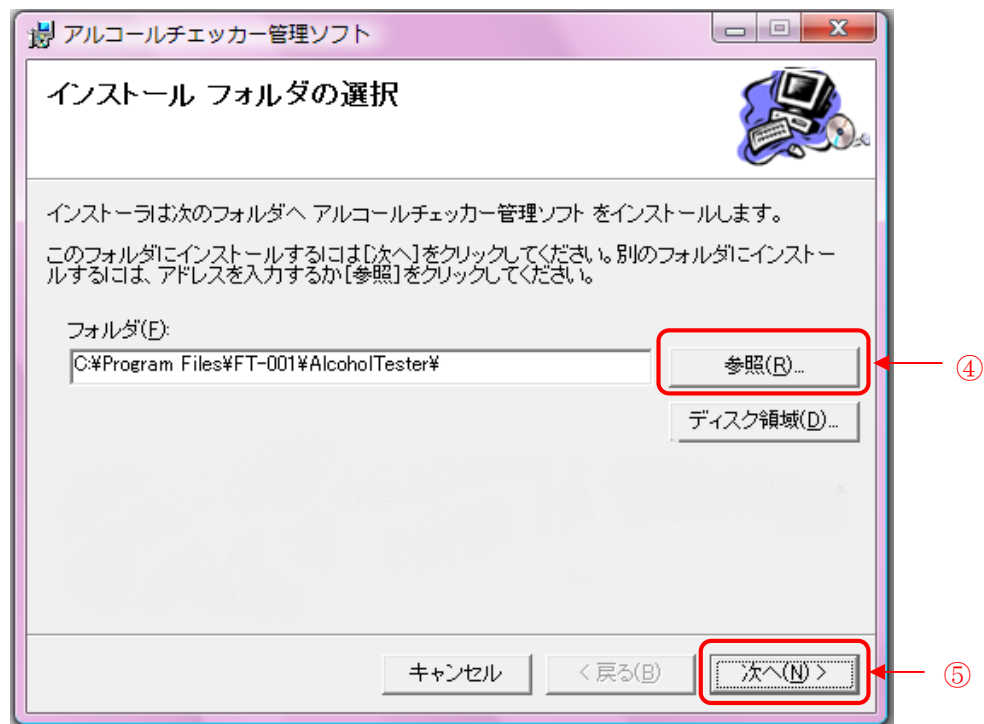 アルコールチェッカー管理ソフト
インストール フォルダの選択
インストーラは次のフォルダへ アルコールチェッカー管理ソフト をインストールします。
このフォルダにインストールするには[次へ]をクリックしてください。別のフォルダにインストー
ルするには、アドレスを入力するか[参照]をクリックしてください。
フォルダ(F):
C:¥Program Files¥FT-001¥AlcoholTester¥
参照(R)...
④
ディスク領域(D)...
キャンセル
< 戻る(B)
次へ(N) >
⑤